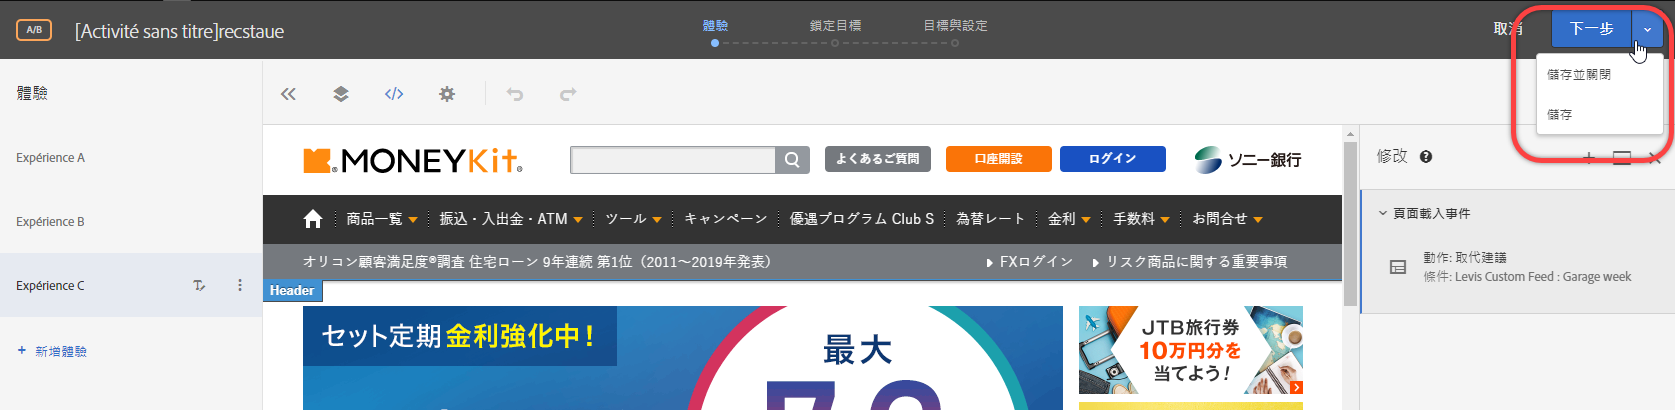 A/B
[Activité sans titre]recstaue
體驗
鎖定目標
目標與設定
取消
下一步
儲存並關閉
儲存
體驗
Expérience A
Expérience B
Expérience C
+ 新增體驗
</>
MONEYKit®
よくあるご質問
口座開設
ログイン
ソニー銀行
商品一覧
振込・入出金・ATM
ツール
キャンペーン
優遇プログラム Club S
為替レート
金利
手数料
お問合せ
オリコン顧客満足度®調査 住宅ローン 9年連続 第1位（2011～2019年発表）
FXログイン
リスク商品に関する重要事項
Header
セット定期 金利強化中！
最大
JTB旅行券
10万円分を
当てよう！
修改
頁面載入事件
動作: 取代建議
條件: Levis Custom Feed : Garage week